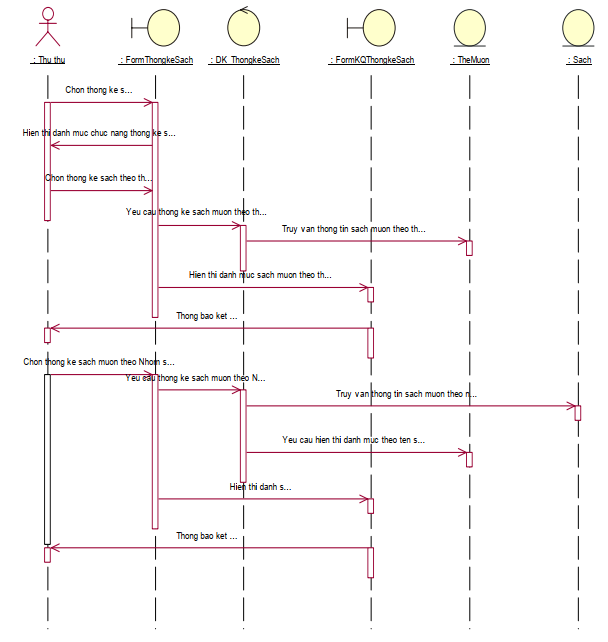 : Thu thu
: FormThongkeSach
: DK_ThongkeSach
: FormKQThongkeSach
: TheMuon
: Sach
Chon thong ke s...
Hien thi danh muc chuc nang thong ke s...
Chon thong ke sach theo th...
Yeu cau thong ke sach muon theo th...
Truy van thong tin sach muon theo th...
Hien thi danh muc sach muon theo th...
Thong bao ket ...
Chon thong ke sach muon theo Nhom s...
Yeu cau thong ke sach muon theo N...
Truy van thong tin sach muon theo n...
Yeu cau hien thi danh muc theo ten s...
Hien thi danh s...
Thong bao ket ...